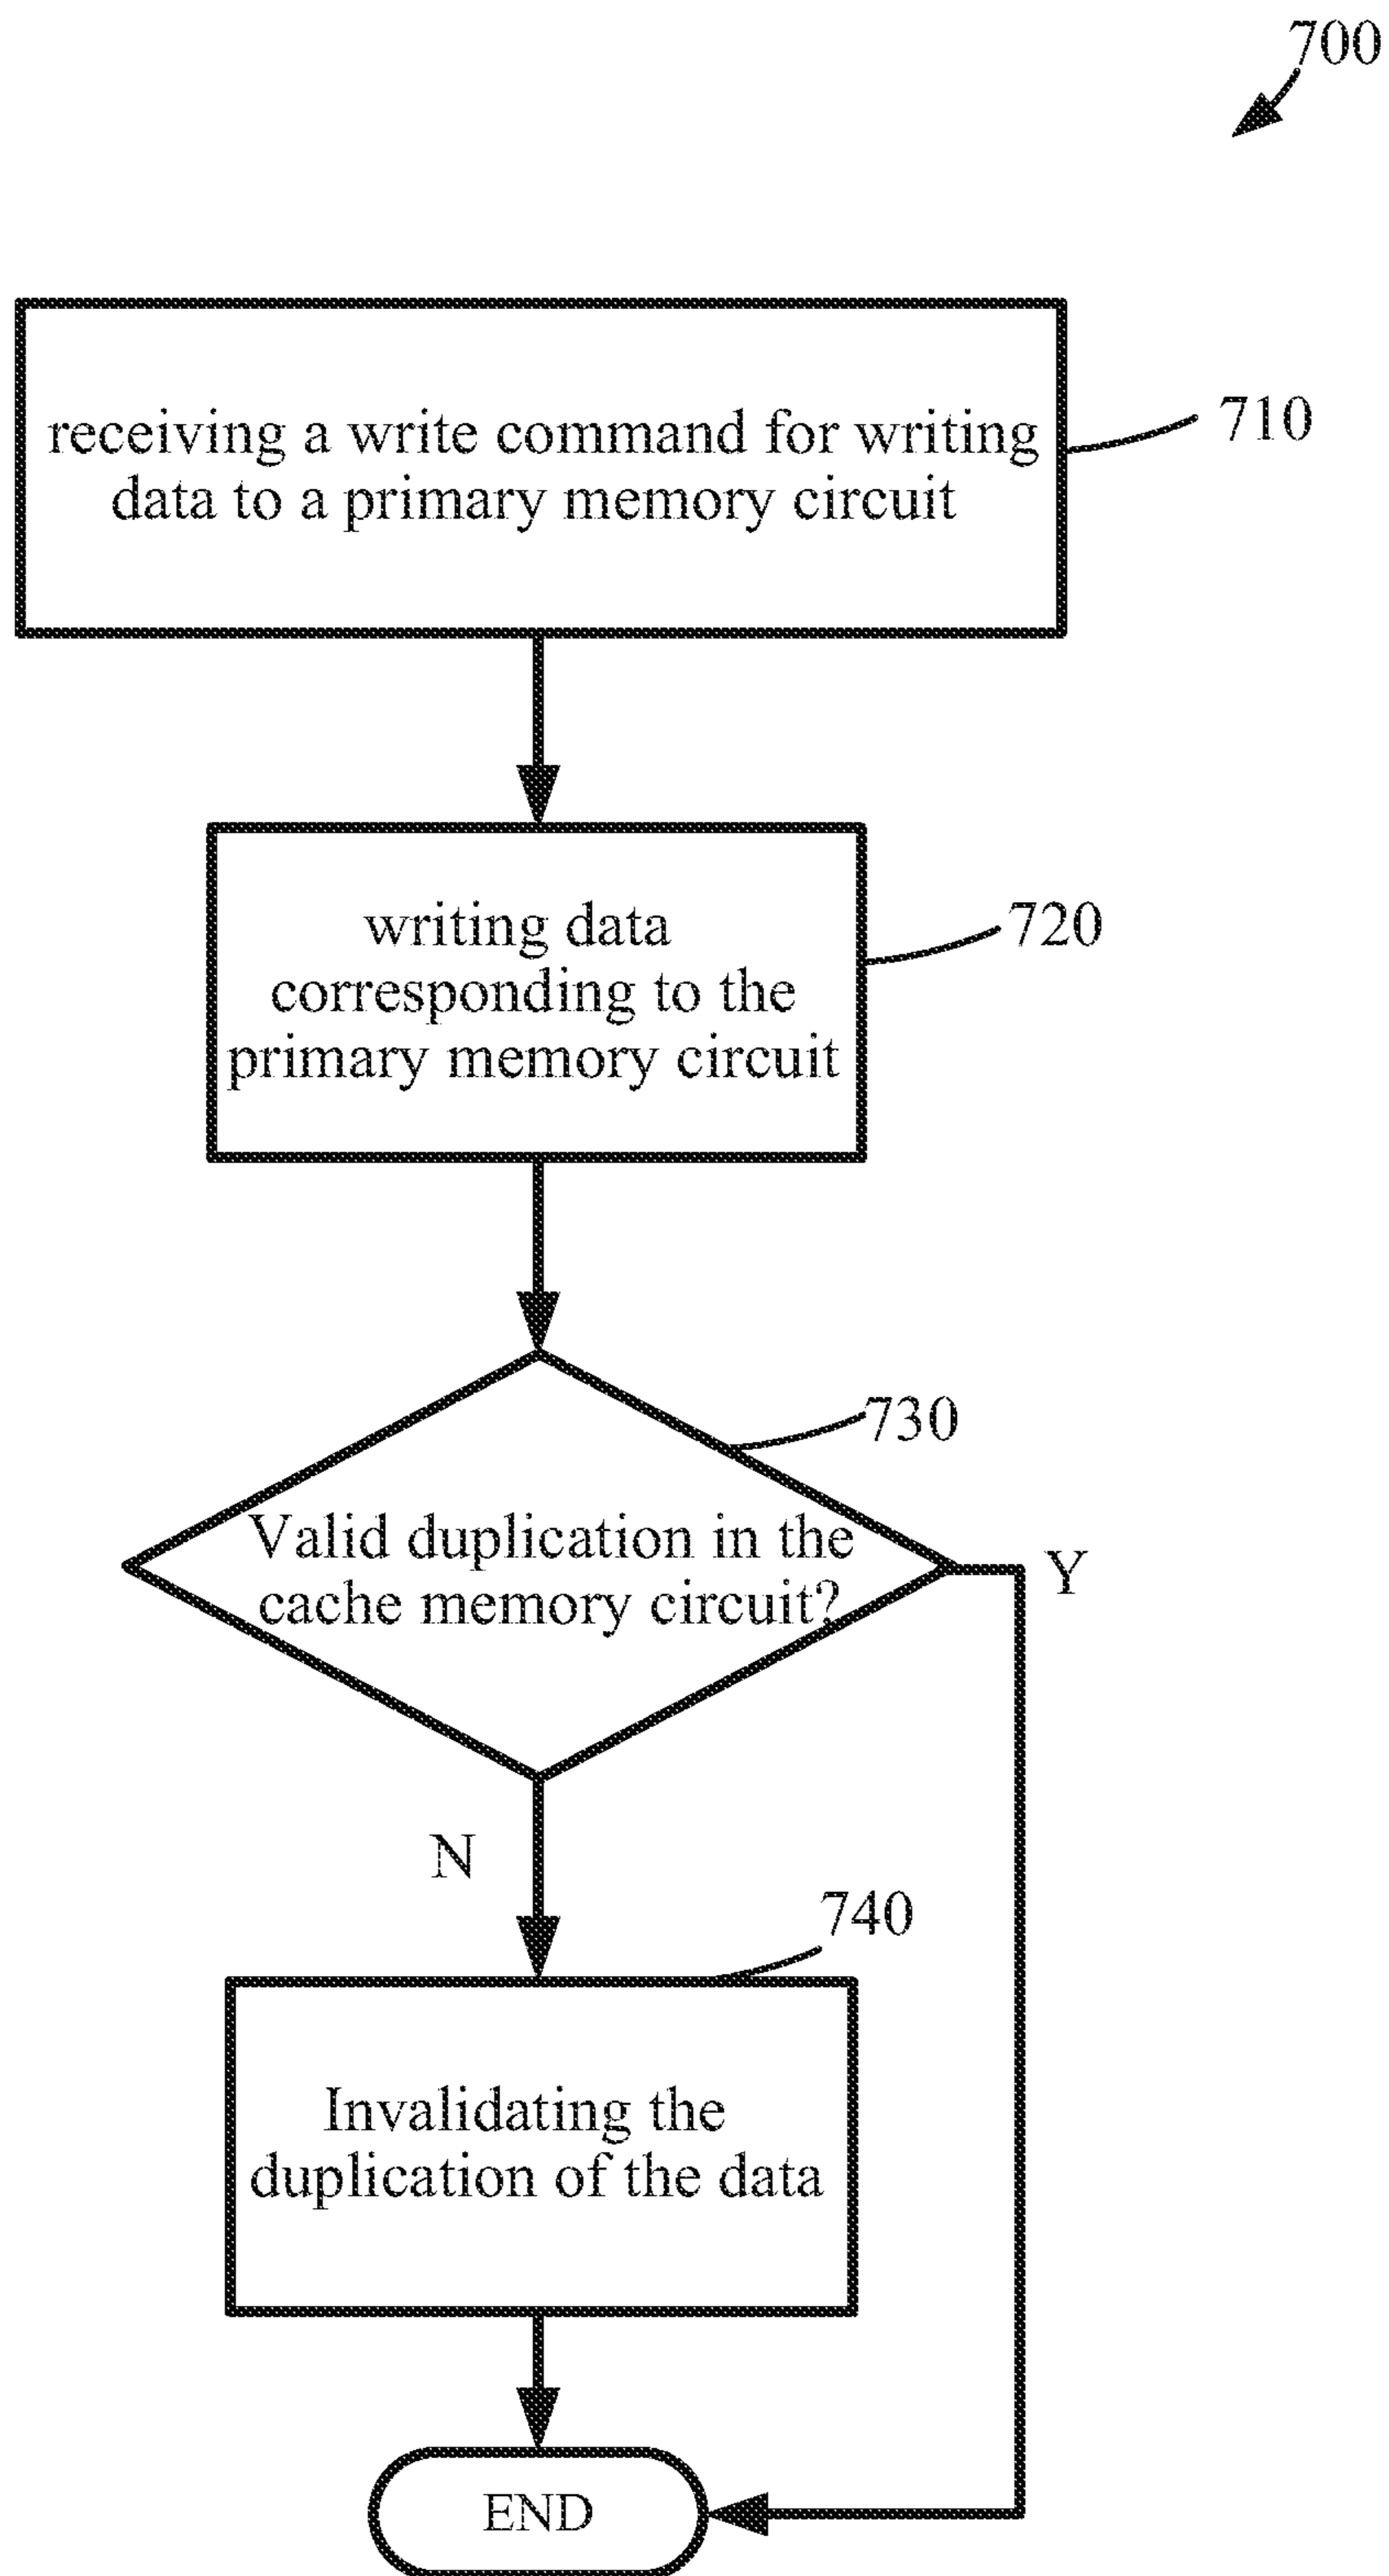 700
receiving a write command for writing
data to a primary memory circuit
710
writing data
corresponding to the
primary memory circuit
720
730
Valid duplication in the
cache memory circuit?
Y
N
740
Invalidating the
duplication of the data
END